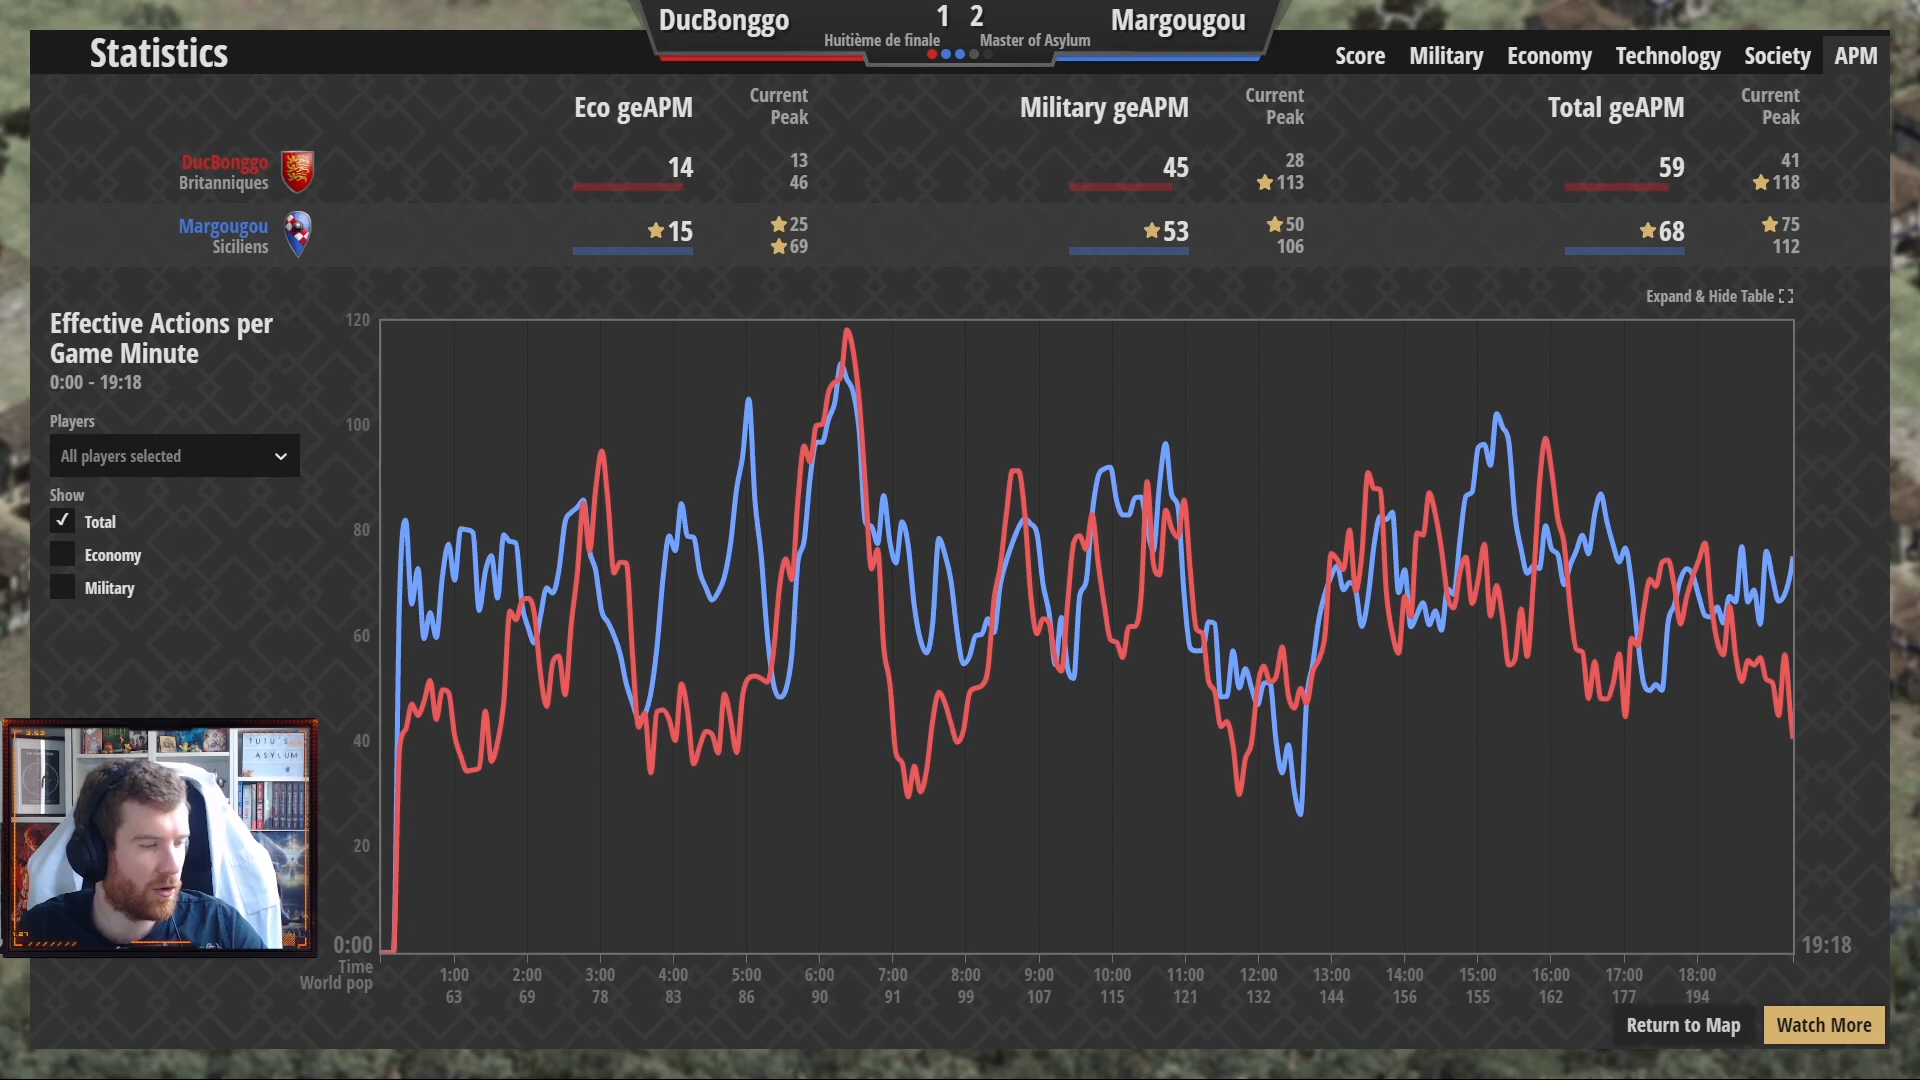 DucBonggo
1 2
Margougou
Huitième de finale
Master of Asylum
Statistics
Score
Military
Economy
Technology
Society
APM
Eco geAPM
Current
Peak
Military geAPM
Current
Peak
Total geAPM
Current
Peak
DucBonggo
Britanniques
14
13
46
45
28
113
59
41
118
Margougou
Siciliens
15
25
69
53
50
106
68
75
112
Expand & Hide Table
Effective Actions per
Game Minute
0:00 - 19:18
Players
All players selected
Show
Total
Economy
Military
120
100
80
60
40
20
0:00
19:18
Time
1:00 2:00 3:00 4:00 5:00 6:00 7:00 8:00 9:00 10:00 11:00 12:00 13:00 14:00 15:00 16:00 17:00 18:00
World pop
63 69 78 83 86 90 91 99 107 115 121 132 144 156 155 162 177 194
TUTU'S
ASYLUM
Return to Map
Watch More